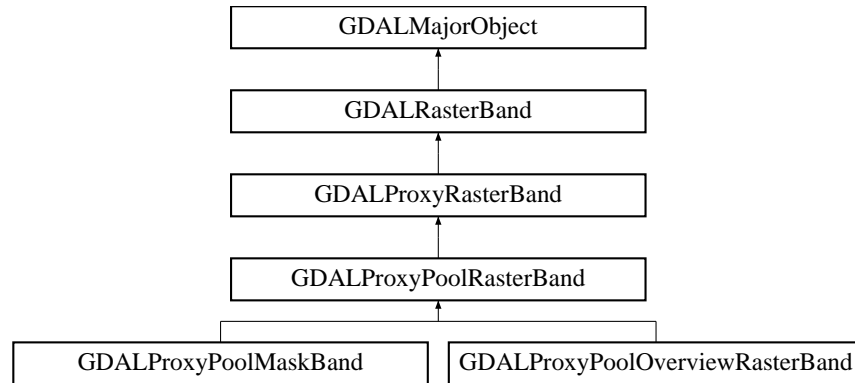 GDALMajorObject
GDALRasterBand
GDALProxyRasterBand
GDALProxyPoolRasterBand
GDALProxyPoolMaskBand
GDALProxyPoolOverviewRasterBand